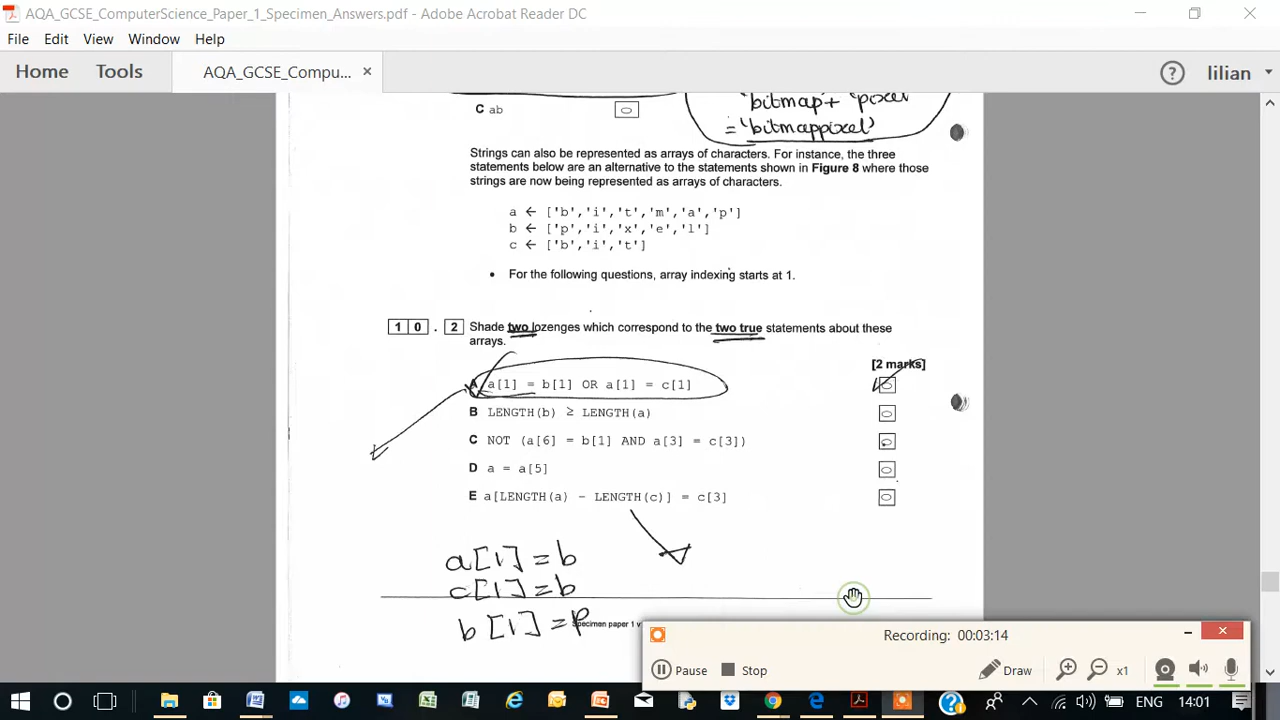 AQA_GCSE_ComputerScience_Paper_1_Specimen_Answers.pdf - Adobe Acrobat Reader DC
File Edit View Window Help
Home Tools AQA_GCSE_Compu... × lilian
C ab
'bitmap' + 'pixel
= 'bitmappixel'
Strings can also be represented as arrays of characters. For instance, the three
statements below are an alternative to the statements shown in Figure 8 where those
strings are now being represented as arrays of characters.
a ← ['b','i','t','m','a','p']
b ← ['p','i','x','e','l']
c ← ['b','i','t']
• For the following questions, array indexing starts at 1.
1 0 . 2 Shade two lozenges which correspond to the two true statements about these
arrays.
[2 marks]
A a[1] = b[1] OR a[1] = c[1]
B LENGTH(b) ≥ LENGTH(a)
C NOT (a[6] = b[1] AND a[3] = c[3])
D a = a[5]
E a[LENGTH(a) - LENGTH(c)] = c[3]
a[1] = b
c[1] = b
b[1] = p
Specimen paper 1 v
Recording: 00:03:14
Pause Stop Draw x1
ENG 14:01